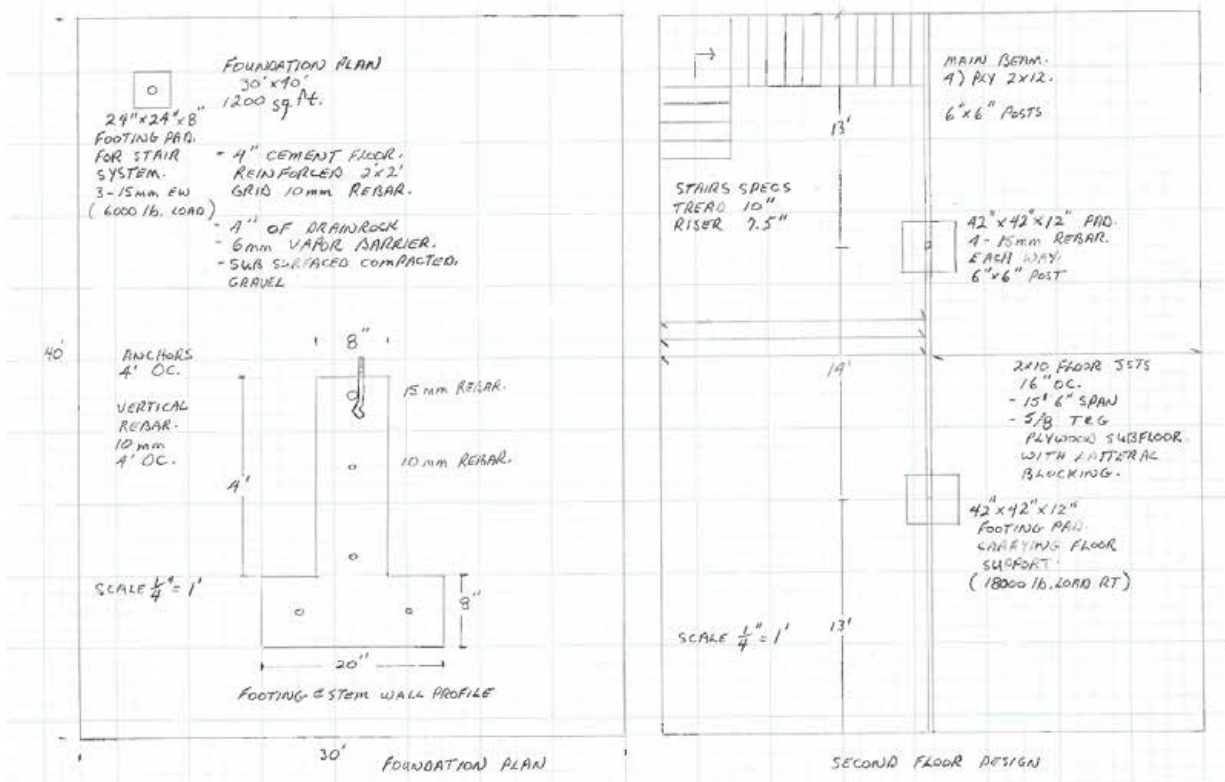 FOUNDATION PLAN
30' x 40'
1200 sq.ft.
24"x24"x8"
FOOTING PAD.
FOR STAIR
SYSTEM.
3-15mm EW
(6000 lb. LOAD)
- 4" CEMENT FLOOR.
REINFORCED 2'x2'
GRID 10mm REBAR.
- 4" OF DRAINROCK
- 6mm VAPOR BARRIER.
- SUB SURFACED COMPACTED.
GRAVEL
40'
ANCHORS
4' OC.
VERTICAL
REBAR.
10 mm
4' OC.
8"
15mm REBAR.
10mm REBAR.
4'
SCALE 1/4" = 1'
8"
20"
FOOTING & STEM WALL PROFILE
30'
FOUNDATION PLAN
MAIN BEAM.
4) PLY 2x12.
6"x6" POSTS
13'
STAIRS SPECS
TREAD 10"
RISER 7.5"
42"x42"x12" PAD.
4-15mm REBAR.
EACH WAY.
6"x6" POST
14'
2x10 FLOOR JSTS
16" OC.
- 15' 6" SPAN
- 5/8 T&G
PLYWOOD SUBFLOOR.
WITH LATTERAL
BLOCKING.
42"x42"x12"
FOOTING PAD.
CARRYING FLOOR
SUPPORT.
(18000 lb. LOAD RT)
SCALE 1/4" = 1'
13'
SECOND FLOOR DESIGN